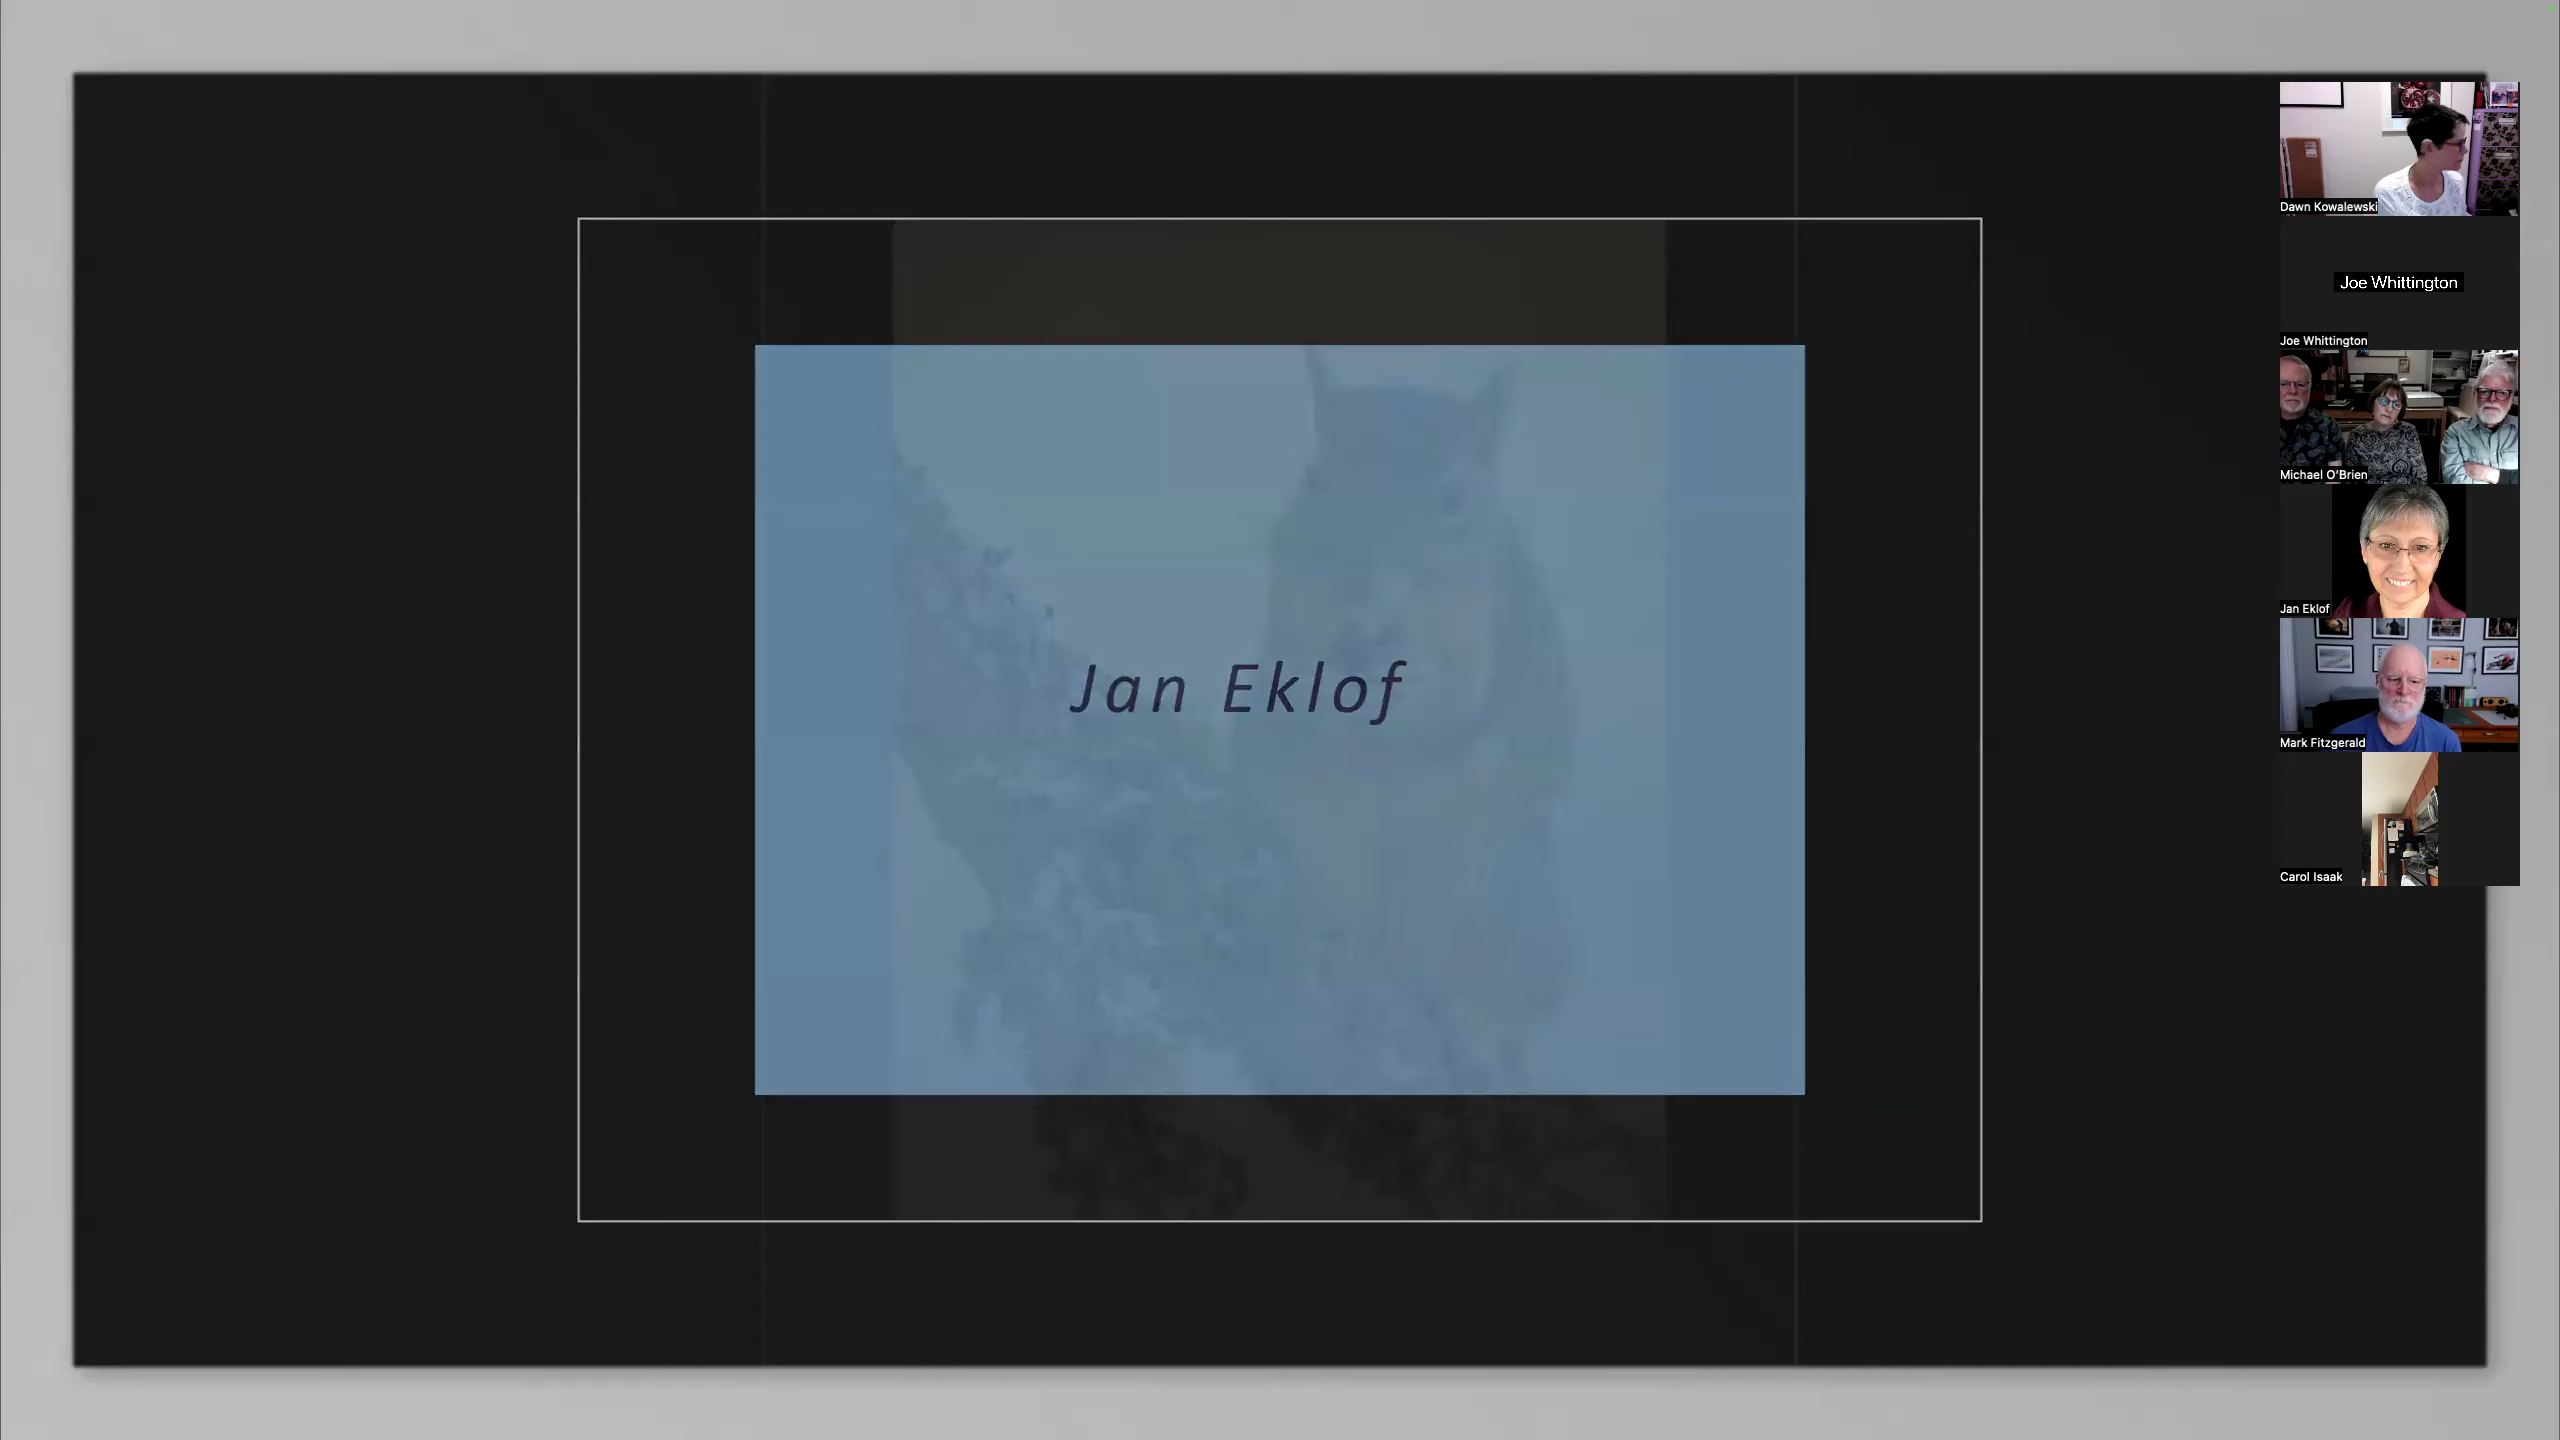 Jan Eklof
Dawn Kowalewski
Joe Whittington
Joe Whittington
Michael O'Brien
Jan Eklof
Mark Fitzgerald
Carol Isaak